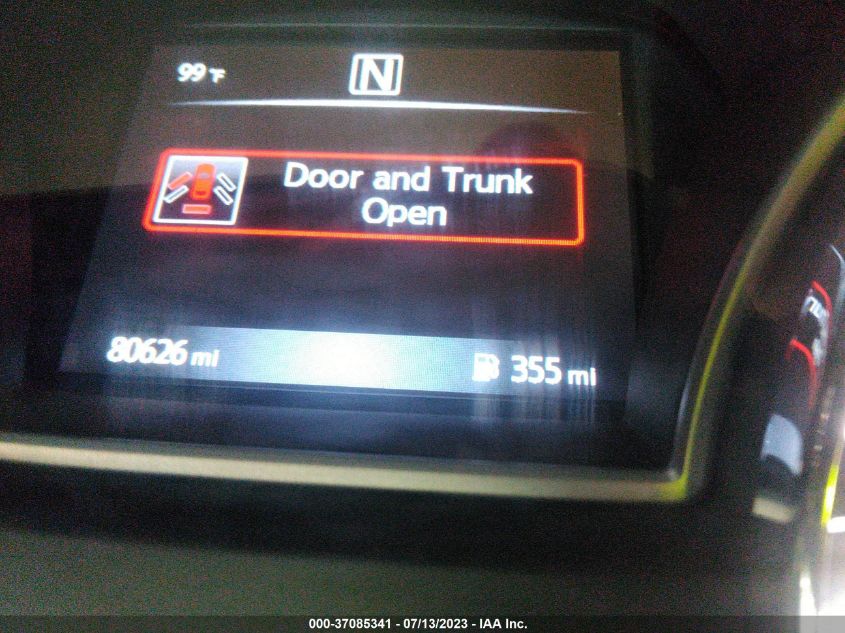 99 °F
N
Door and Trunk
Open
80626 mi
355 mi
000-37085341 - 07/13/2023 - IAA Inc.